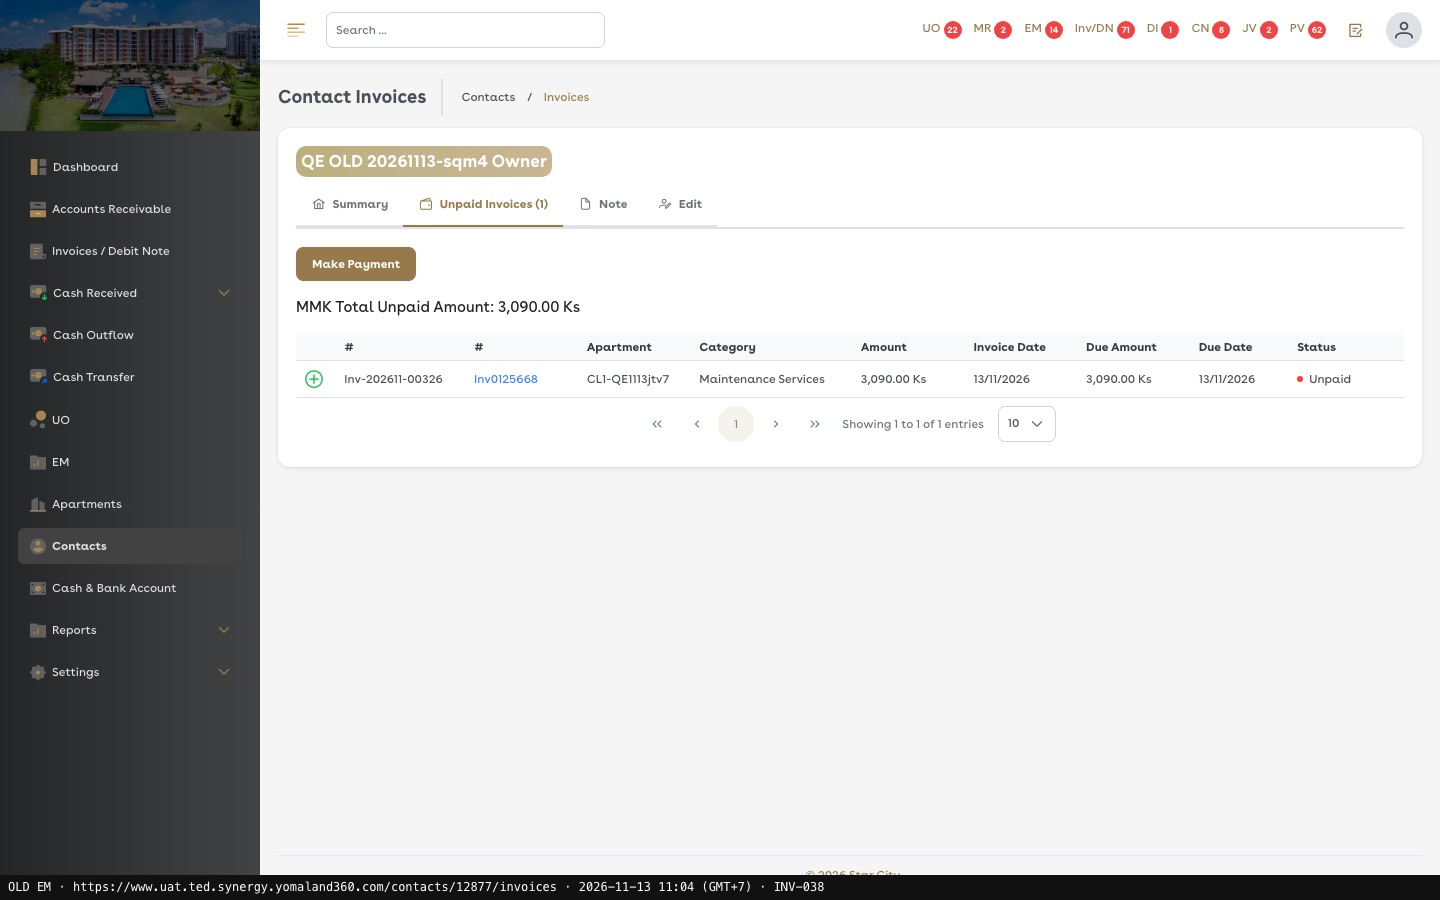 Search ...
UO 22 MR 2 EM 14 Inv/DN 71 DI 1 CN 8 JV 2 PV 62
Dashboard
Accounts Receivable
Invoices / Debit Note
Cash Received
Cash Outflow
Cash Transfer
UO
EM
Apartments
Contacts
Cash & Bank Account
Reports
Settings
Contact Invoices
Contacts / Invoices
QE OLD 20261113-sqm4 Owner
Summary Unpaid Invoices (1) Note Edit
Make Payment
MMK Total Unpaid Amount: 3,090.00 Ks
# # Apartment Category Amount Invoice Date Due Amount Due Date Status
Inv-202611-00326 Inv0125668 CL1-QE1113jtv7 Maintenance Services 3,090.00 Ks 13/11/2026 3,090.00 Ks 13/11/2026 Unpaid
« ‹ 1 › » Showing 1 to 1 of 1 entries 10
© 2026 Star City
OLD EM · https://www.uat.ted.synergy.yomaland360.com/contacts/12877/invoices · 2026-11-13 11:04 (GMT+7) · INV-038